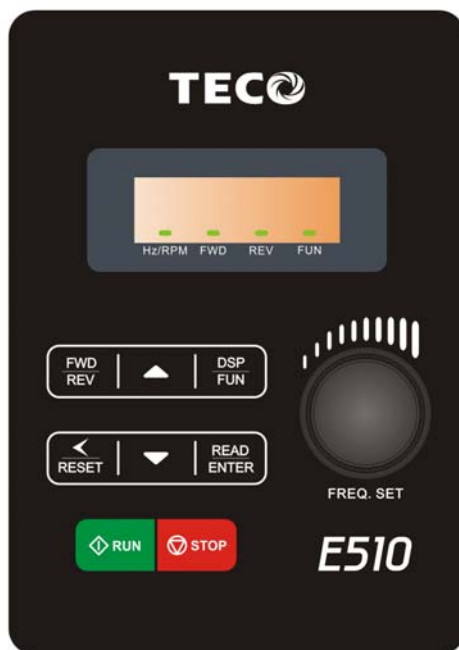 TECO
Hz/RPM FWD REV FUN
FWD
REV
DSP
FUN
RESET
READ
ENTER
FREQ. SET
RUN
STOP
E510